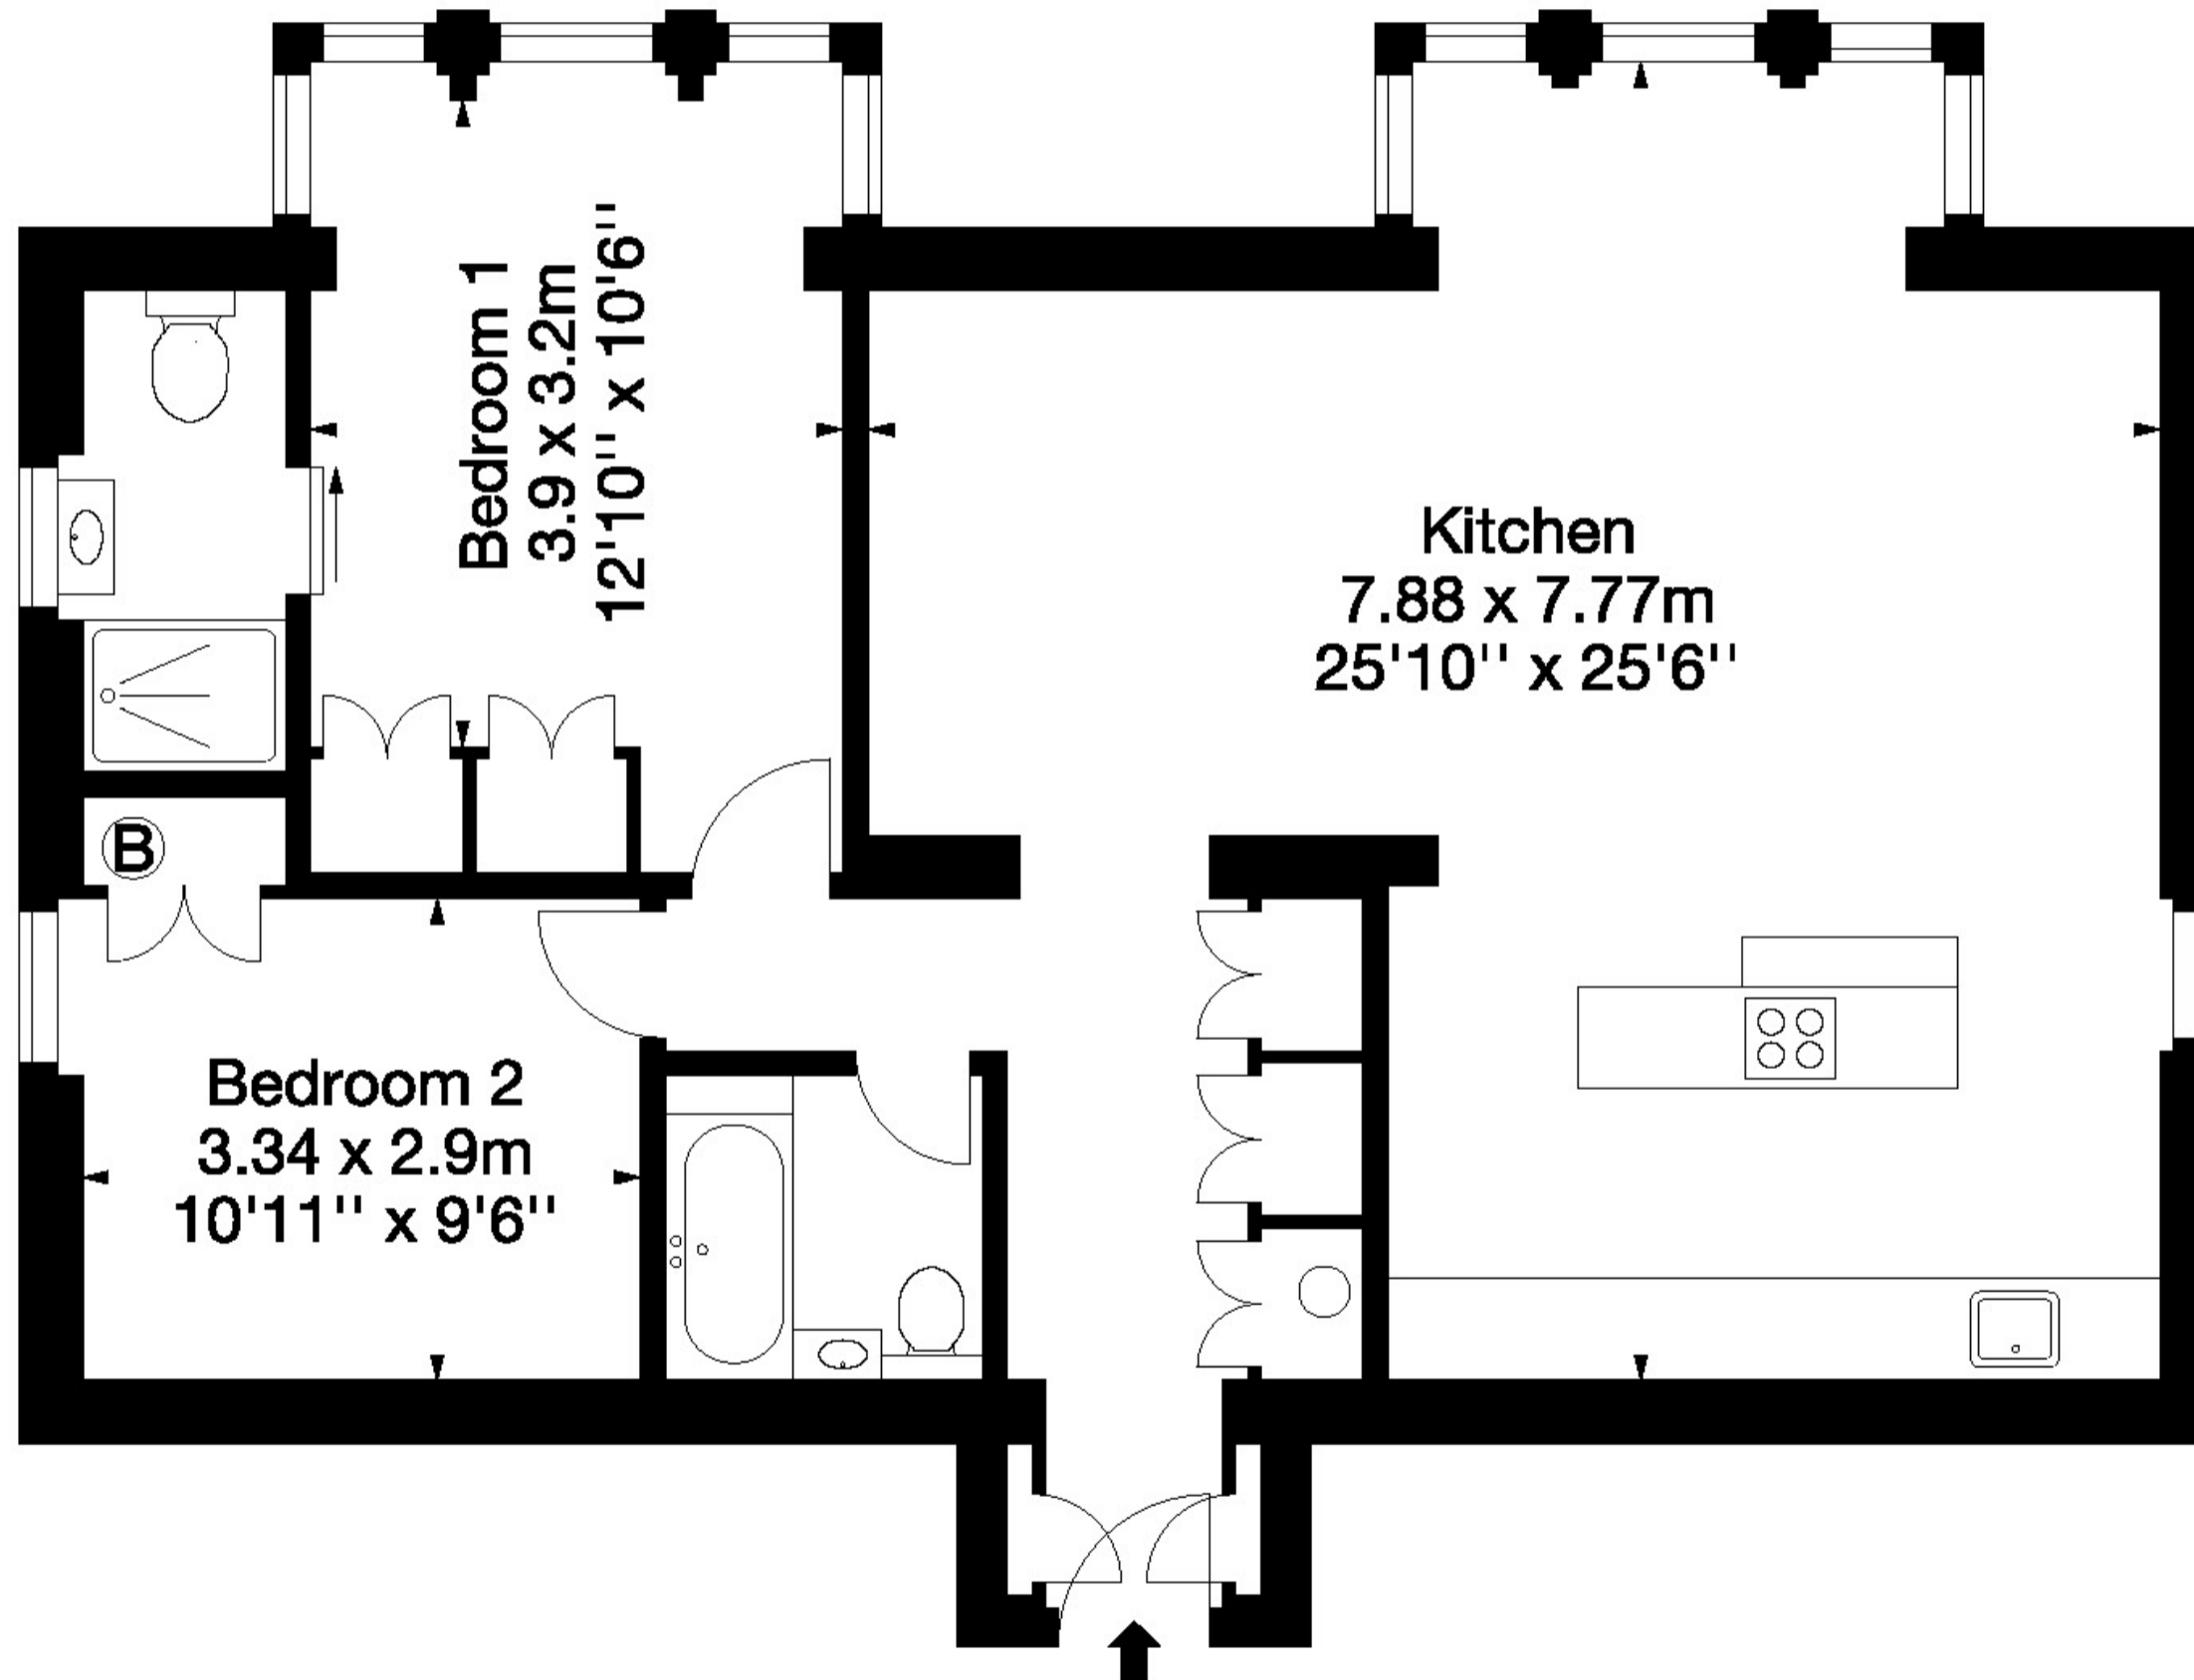 Bedroom 1
3.9 x 3.2m
12'10'' x 10'6''
Kitchen
7.88 x 7.77m
25'10'' x 25'6''
B
Bedroom 2
3.34 x 2.9m
10'11'' x 9'6''